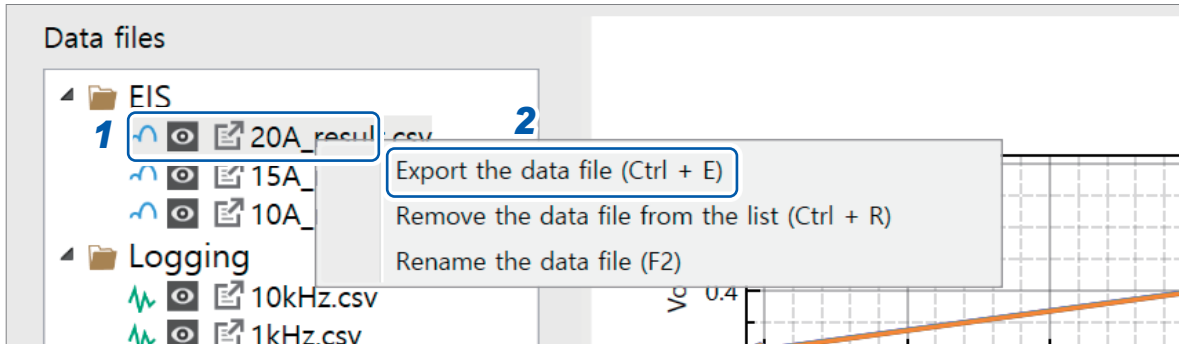 Data files
EIS
1
20A_result.csv
2
Export the data file (Ctrl + E)
15A_
Remove the data file from the list (Ctrl + R)
10A_
Rename the data file (F2)
Logging
10kHz.csv
0.4
1kHz.csv